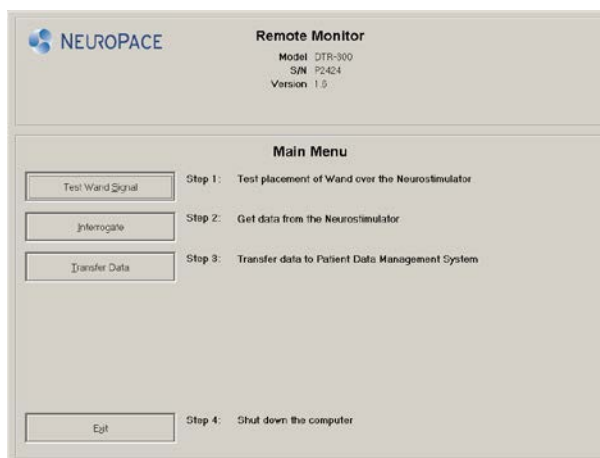 NEUROPACE
Remote Monitor
Model DTR-300
S/N P2424
Version 1.6
Main Menu
Test Wand Signal Step 1: Test placement of Wand over the Neurostimulator
Interrogate Step 2: Get data from the Neurostimulator
Transfer Data Step 3: Transfer data to Patient Data Management System
Exit Step 4: Shut down the computer